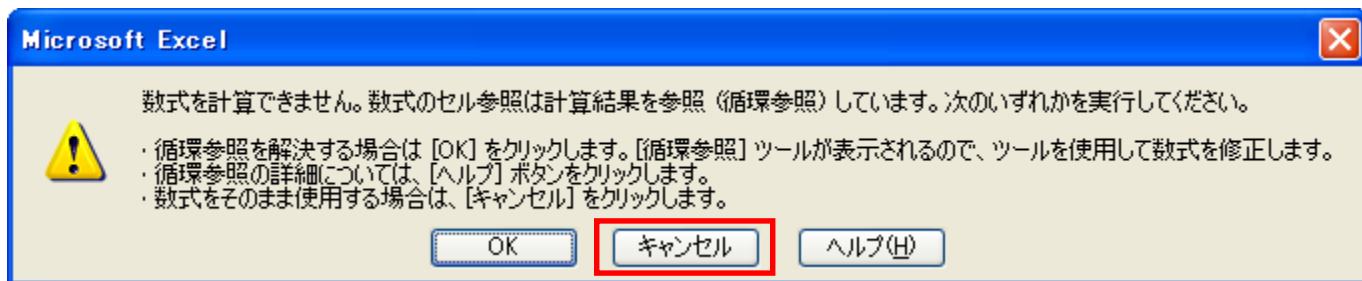 Microsoft Excel
数式を計算できません。数式のセル参照は計算結果を参照（循環参照）しています。次のいずれかを実行してください。
・循環参照を解決する場合は [OK] をクリックします。[循環参照] ツールが表示されるので、ツールを使用して数式を修正します。
・循環参照の詳細については、[ヘルプ] ボタンをクリックします。
・数式をそのまま使用する場合は、[キャンセル] をクリックします。
OK キャンセル ヘルプ(H)